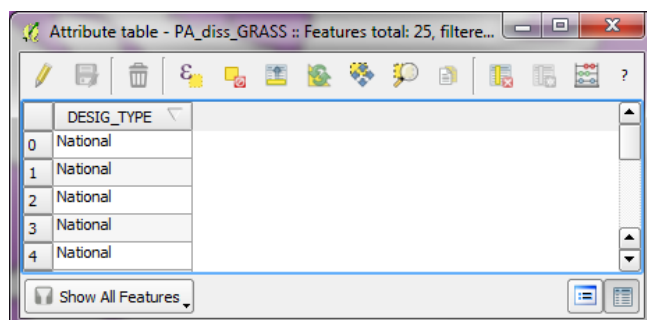 Attribute table - PA_diss_GRASS :: Features total: 25, filtere...
ε
?
DESIG_TYPE
0 National
1 National
2 National
3 National
4 National
Show All Features